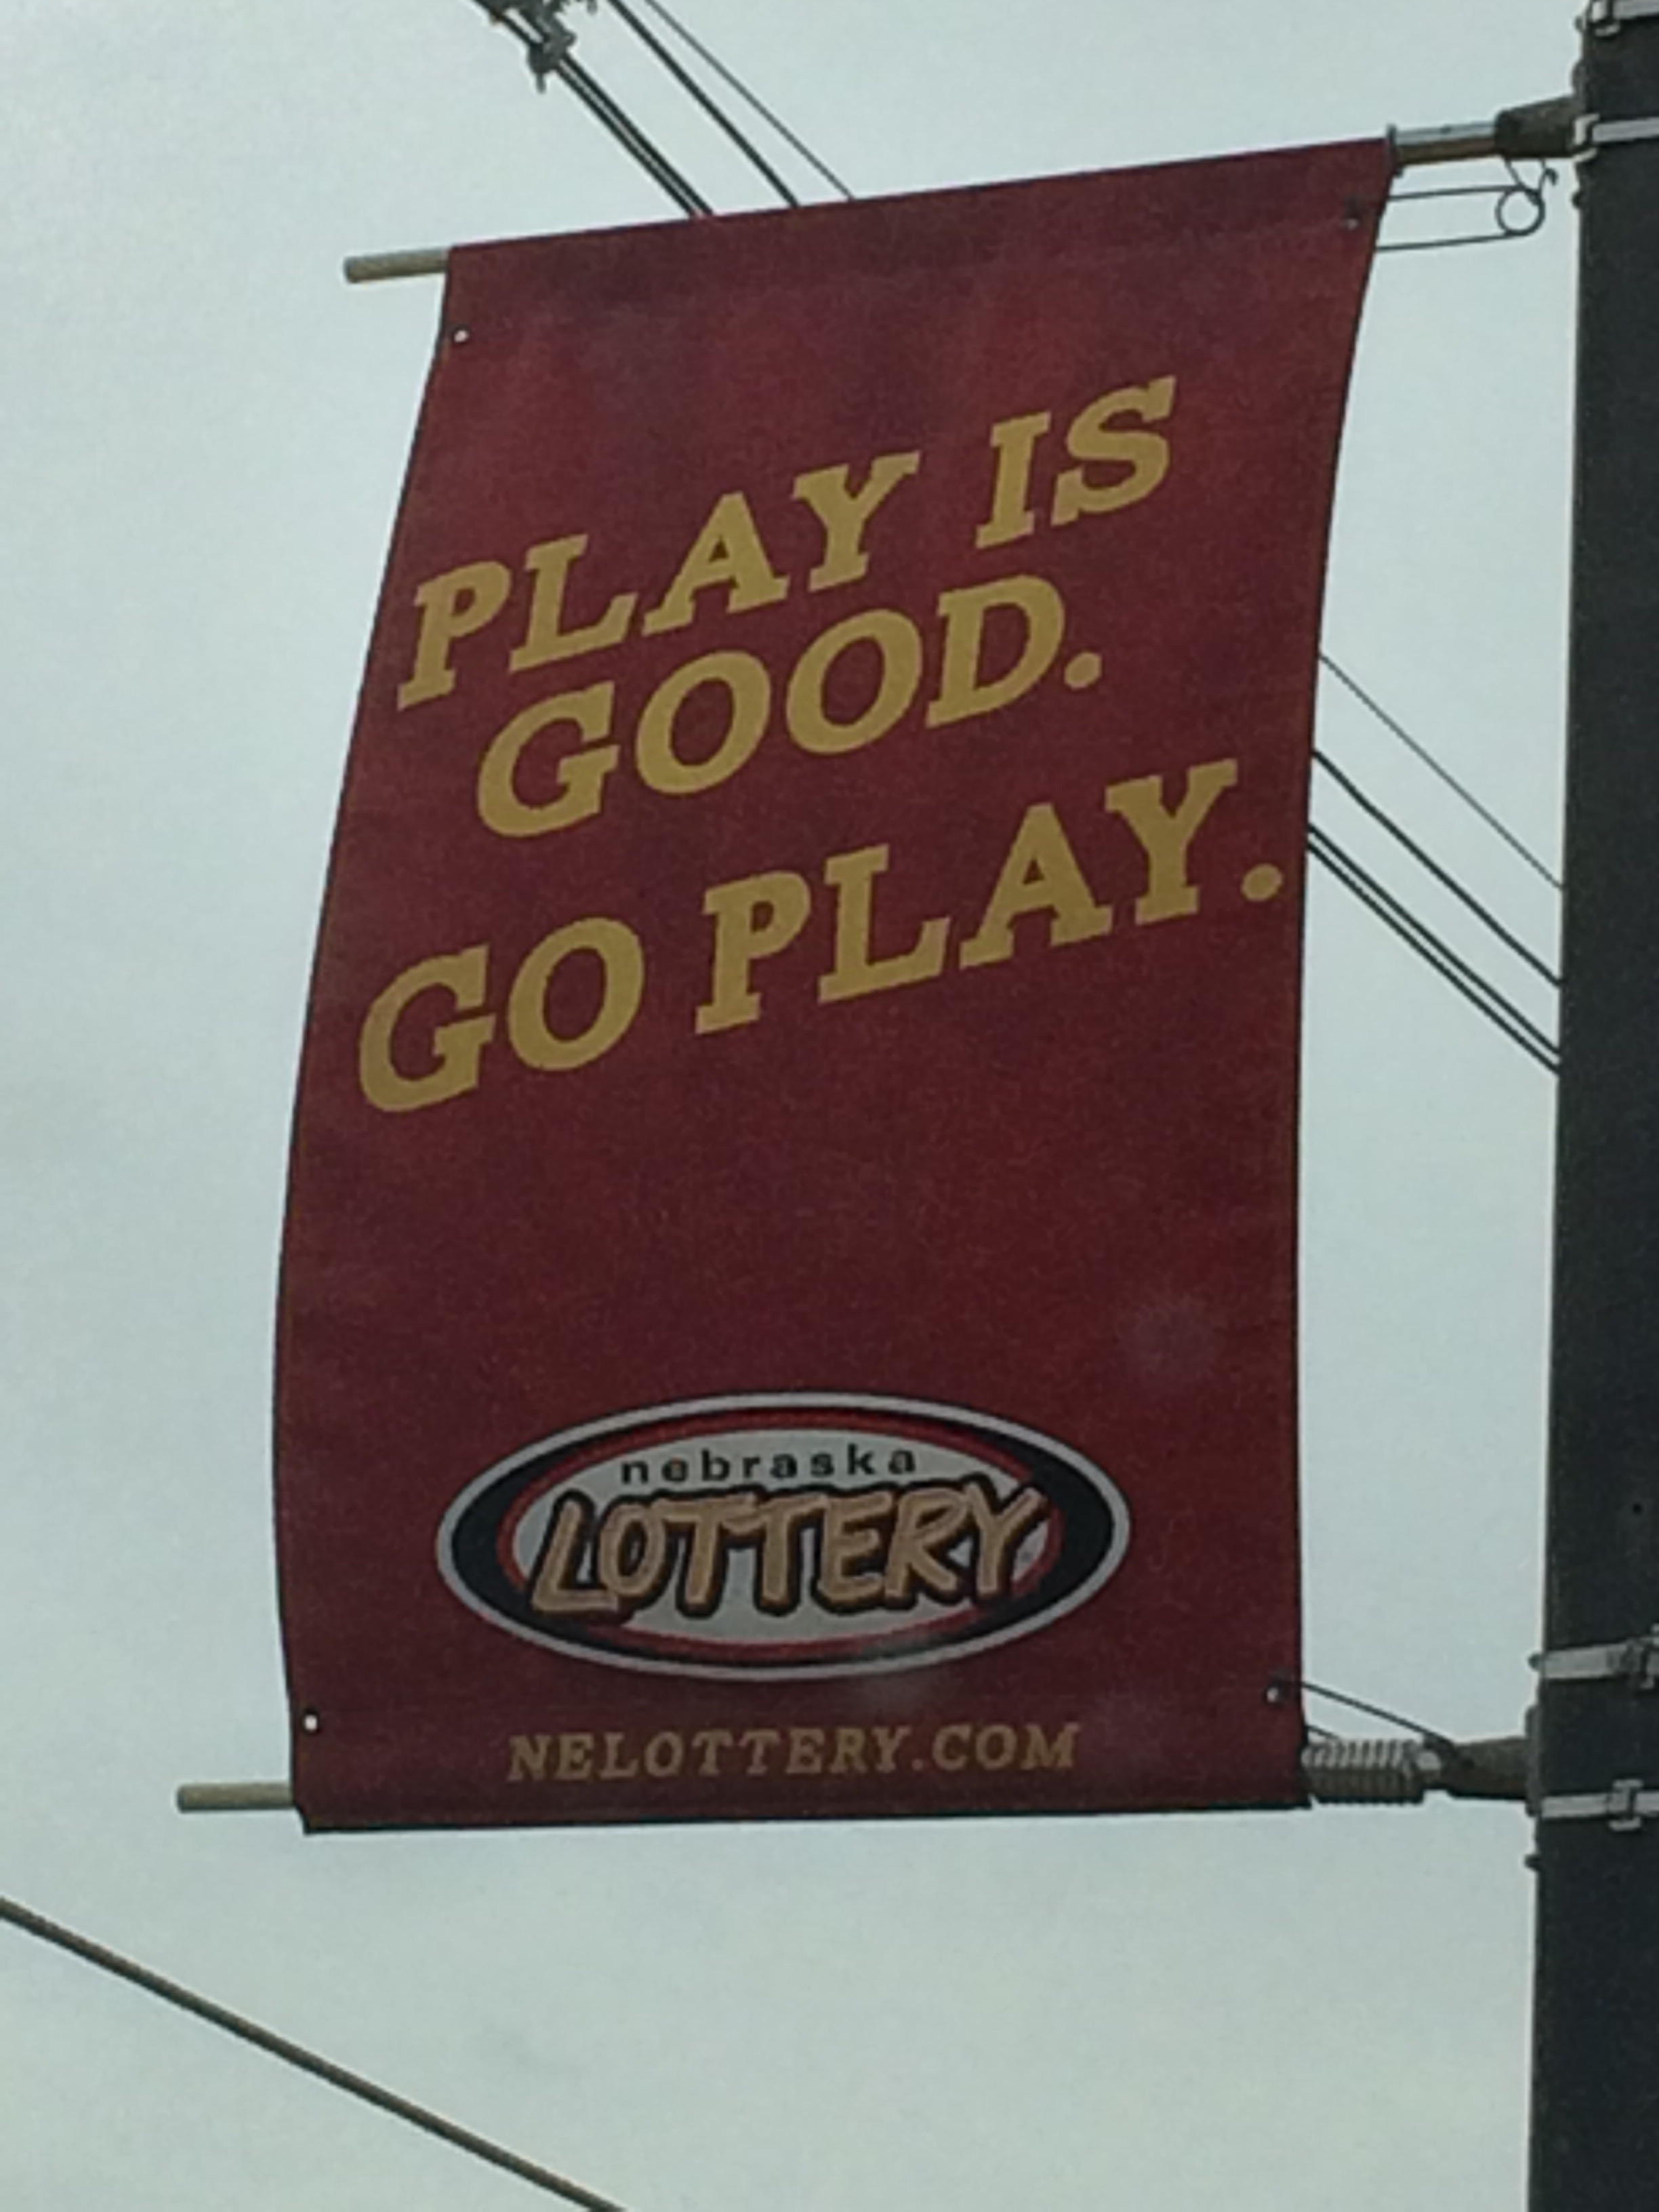 PLAY IS
GOOD.
GO PLAY.
nebraska
LOTTERY
NELOTTERY.COM